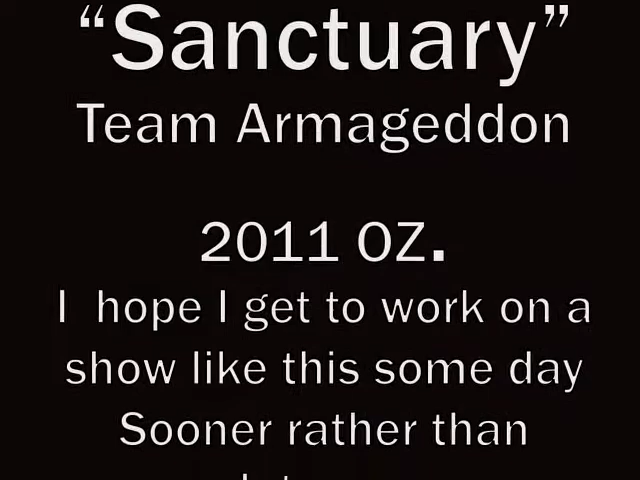 “Sanctuary”
Team Armageddon
2011 OZ.
I hope I get to work on a
show like this some day
Sooner rather than